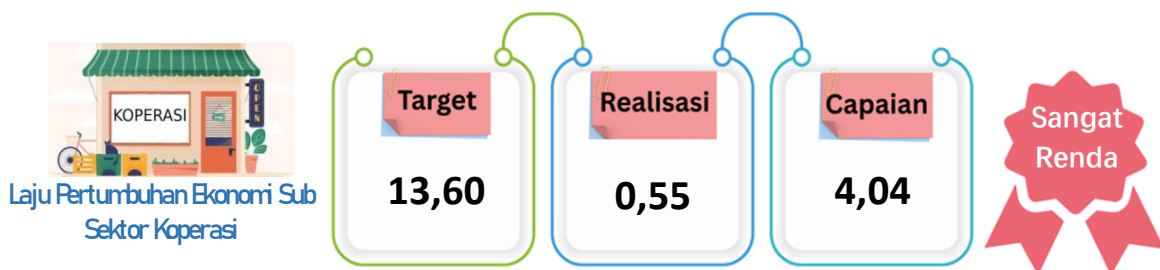 KOPERASI
OPEN
Laju Pertumbuhan Ekonomi Sub
Sektor Koperasi
Target
13,60
Realisasi
0,55
Capaian
4,04
Sangat
Renda